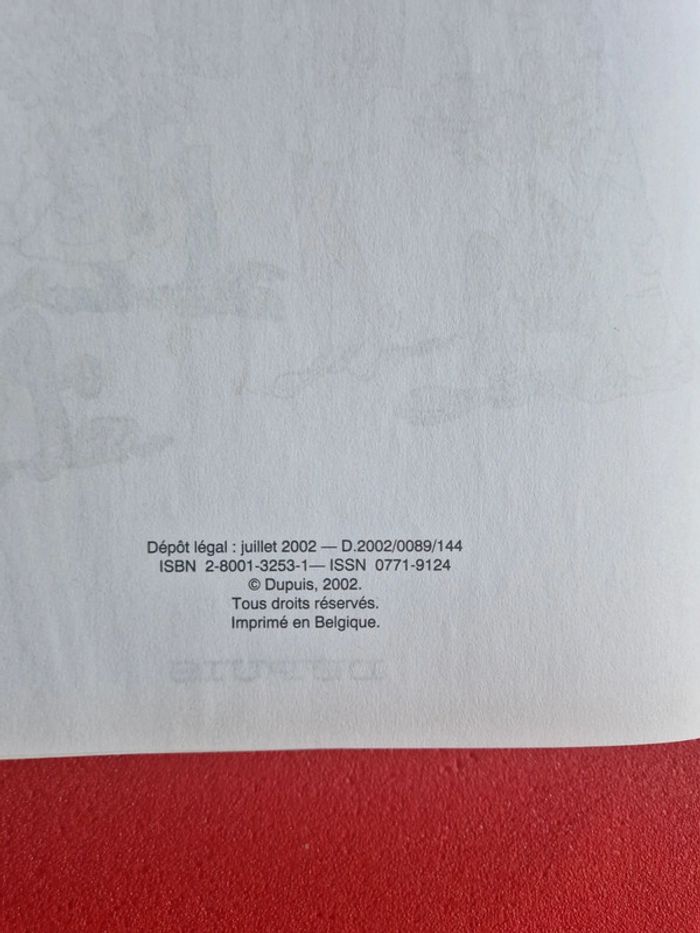 Dépôt légal : juillet 2002 — D.2002/0089/144
ISBN 2-8001-3253-1— ISSN 0771-9124
© Dupuis, 2002.
Tous droits réservés.
Imprimé en Belgique.